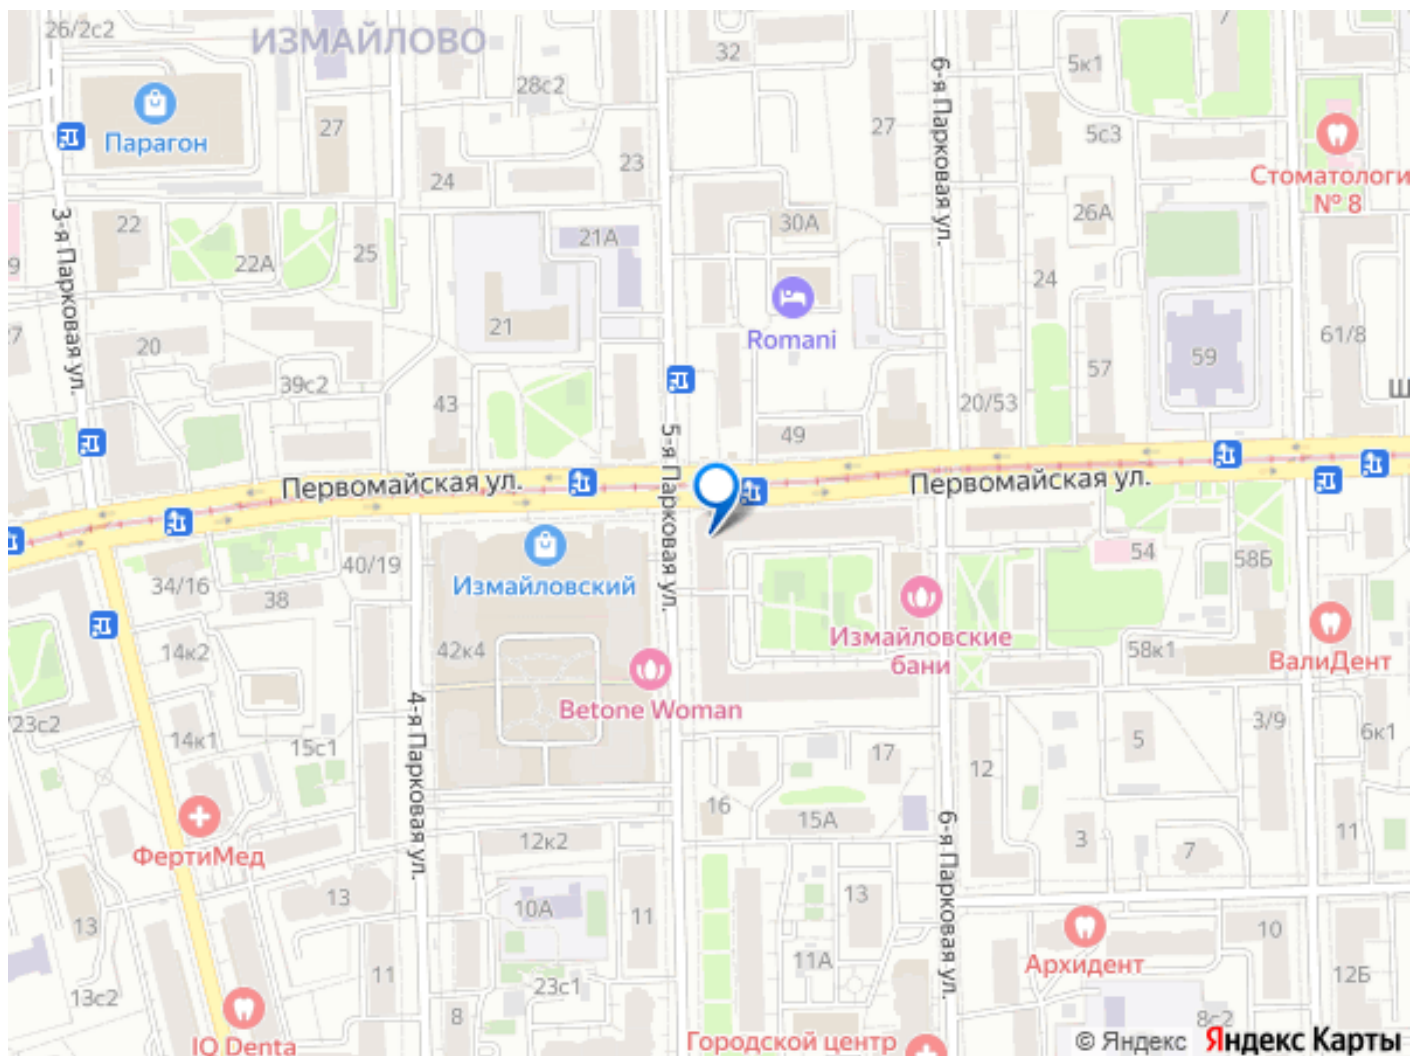 26/2с2
ИЗМАЙЛОВО
28с2
32
6-я Парковая ул.
5к1
7
Парагон
27
24
23
27
5с3
Стоматологи
№ 8
3-я Парковая ул.
22
22А
25
21А
30А
26А
9
24
21
Romani
27
20
39с2
43
20/53
57
59
61/8
Ш
5-я Парковая ул.
49
Первомайская ул.
Первомайская ул.
34/16
38
40/19
Измайловский
54
58Б
14к2
42к4
Измайловские
бани
58к1
ВалиДент
Betone Woman
4-я Парковая ул.
/23с2
14к1
15с1
17
12
5
3/9
6к1
16
15А
6-я Парковая ул.
ФертиМед
12к2
3
7
11
13
13
10А
11
13
11А
Архидент
10
12Б
11
13с2
23с1
8
8с2
IQ Denta
Городской центр
© Яндекс Яндекс Карты